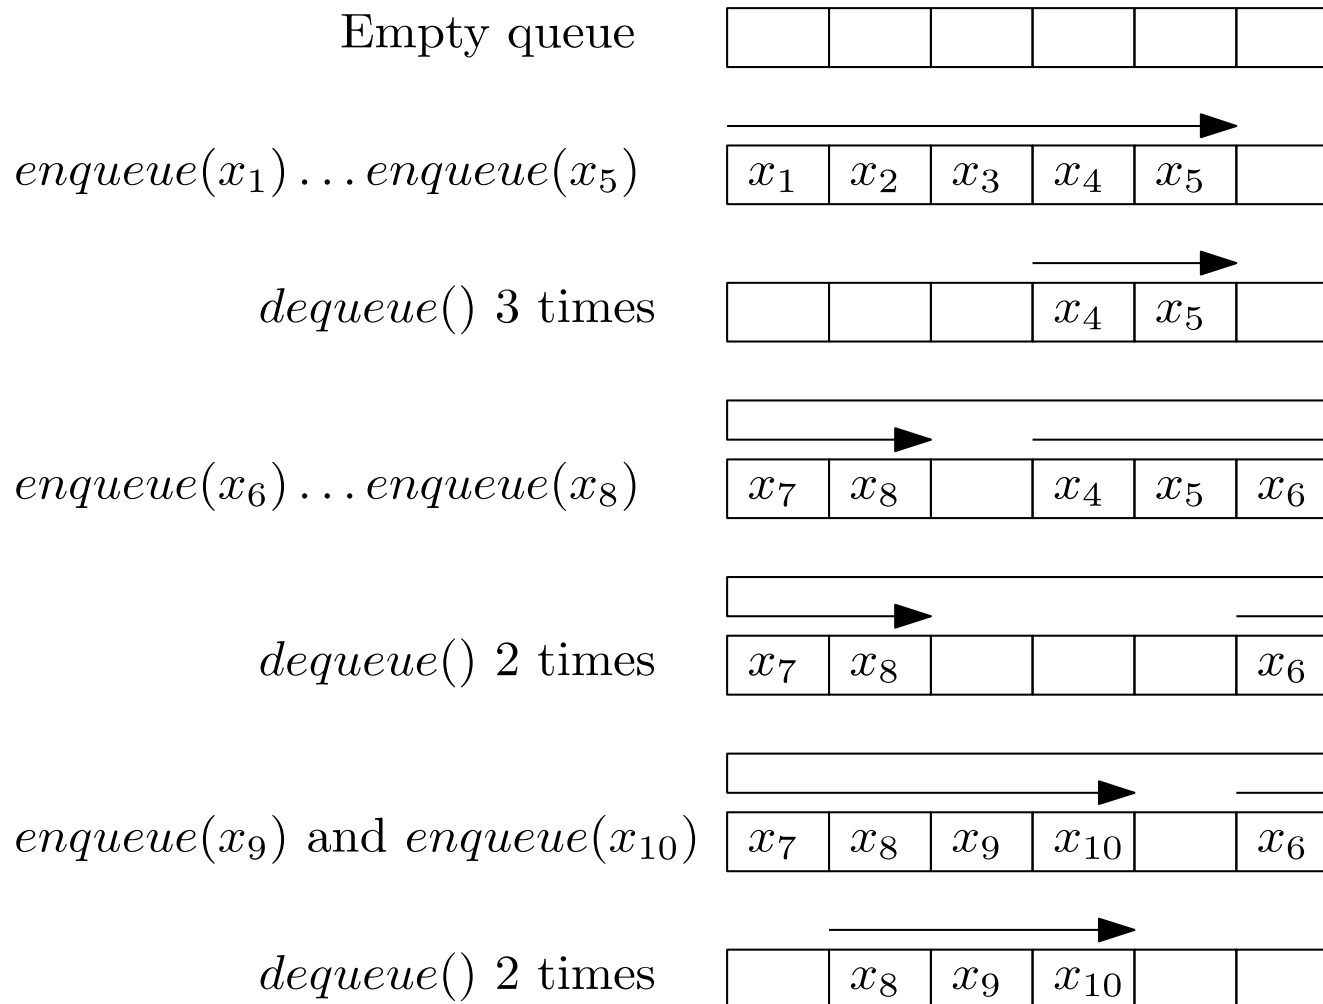 Empty queue
enqueue(x₁) . . . enqueue(x₅) x₁ x₂ x₃ x₄ x₅
dequeue() 3 times x₄ x₅
enqueue(x₆) . . . enqueue(x₈) x₇ x₈ x₄ x₅ x₆
dequeue() 2 times x₇ x₈ x₆
enqueue(x₉) and enqueue(x₁₀) x₇ x₈ x₉ x₁₀ x₆
dequeue() 2 times x₈ x₉ x₁₀